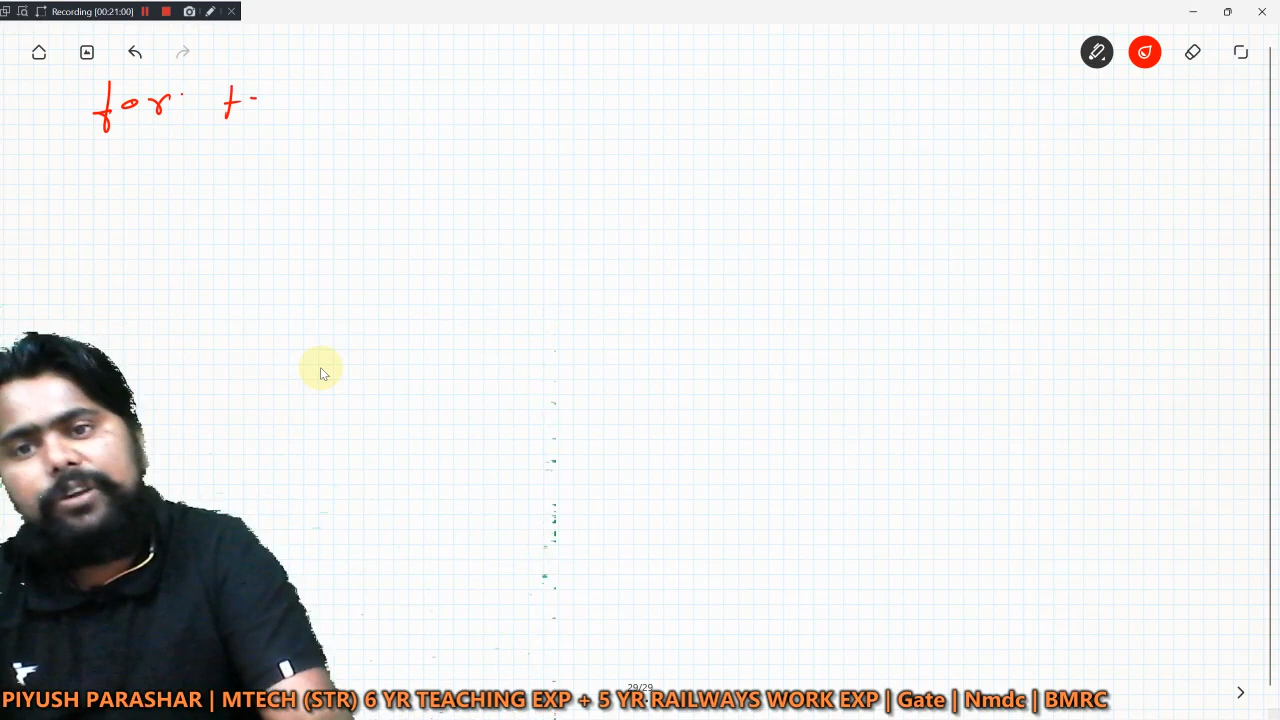 Recording [00:21:00]
for t-
29/29
PIYUSH PARASHAR | MTECH (STR) 6 YR TEACHING EXP + 5 YR RAILWAYS WORK EXP | Gate | Nmdc | BMRC